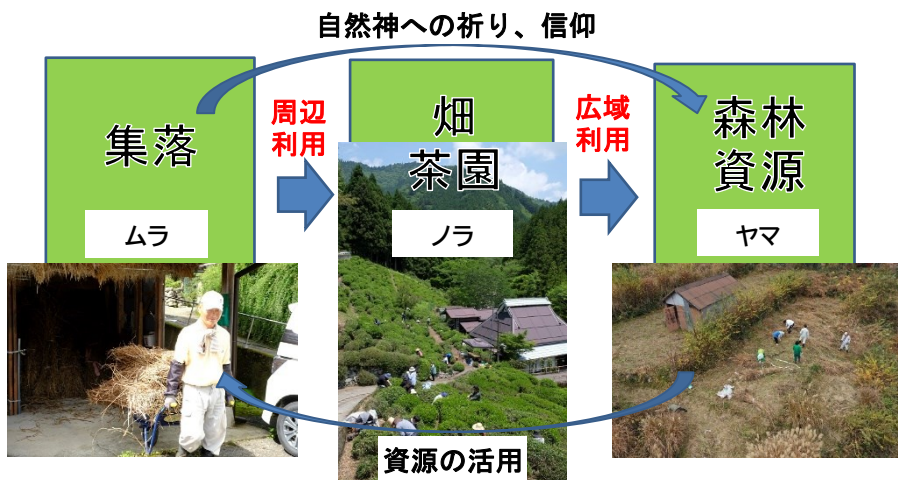 自然神への祈り、信仰
集落
ムラ
周辺
利用
畑
茶園
ノラ
広域
利用
森林
資源
ヤマ
資源の活用